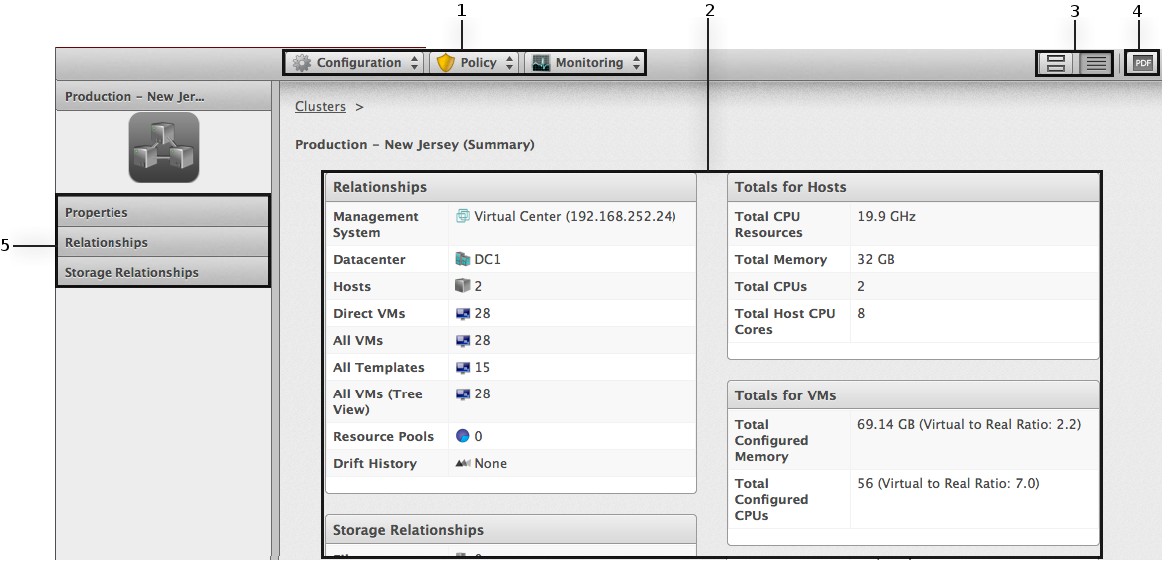 1
2
3
4
Configuration
Policy
Monitoring
PDF
Production – New Jer...
Clusters >
Production – New Jersey (Summary)
5
Properties
Relationships
Storage Relationships
Relationships
Management System
Virtual Center (192.168.252.24)
Datacenter
DC1
Hosts
2
Direct VMs
28
All VMs
28
All Templates
15
All VMs (Tree View)
28
Resource Pools
0
Drift History
None
Storage Relationships
Totals for Hosts
Total CPU Resources
19.9 GHz
Total Memory
32 GB
Total CPUs
2
Total Host CPU Cores
8
Totals for VMs
Total Configured Memory
69.14 GB (Virtual to Real Ratio: 2.2)
Total Configured CPUs
56 (Virtual to Real Ratio: 7.0)